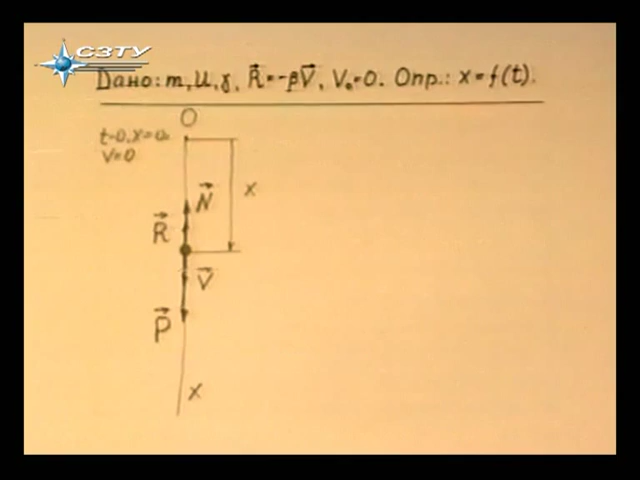 СЗТУ
Дано: m, u, γ, R⃗ = -βV⃗, V₀=0. Опр.: x = f(t).
O
t=0, x=0.
V=0
x
N⃗
R⃗
V⃗
P⃗
x